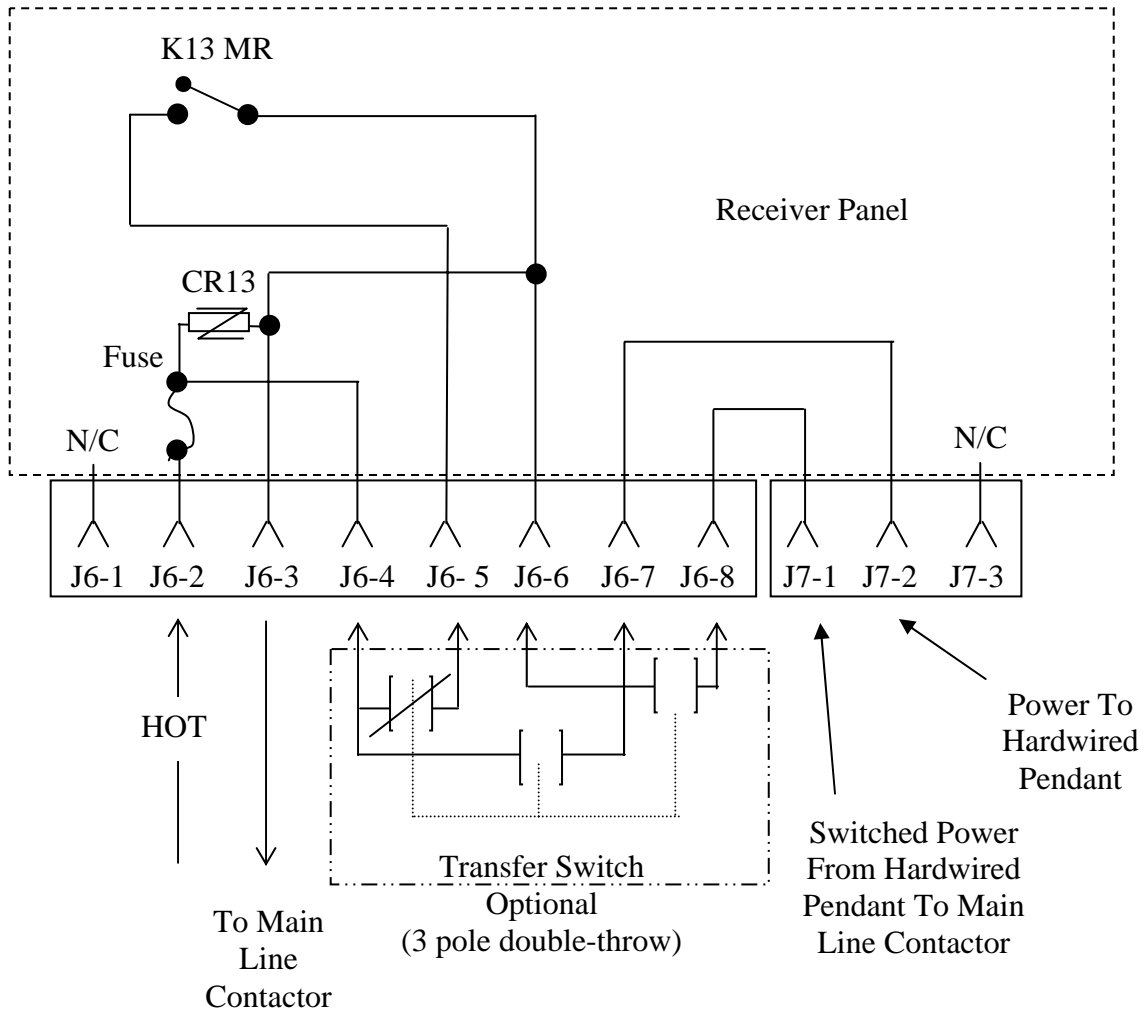 K13 MR
Receiver Panel
CR13
Fuse
N/C
N/C
J6-1 J6-2 J6-3 J6-4 J6- 5 J6-6 J6-7 J6-8 J7-1 J7-2 J7-3
HOT
To Main
Line
Contactor
Transfer Switch
Optional
(3 pole double-throw)
Switched Power
From Hardwired
Pendant To Main
Line Contactor
Power To
Hardwired
Pendant